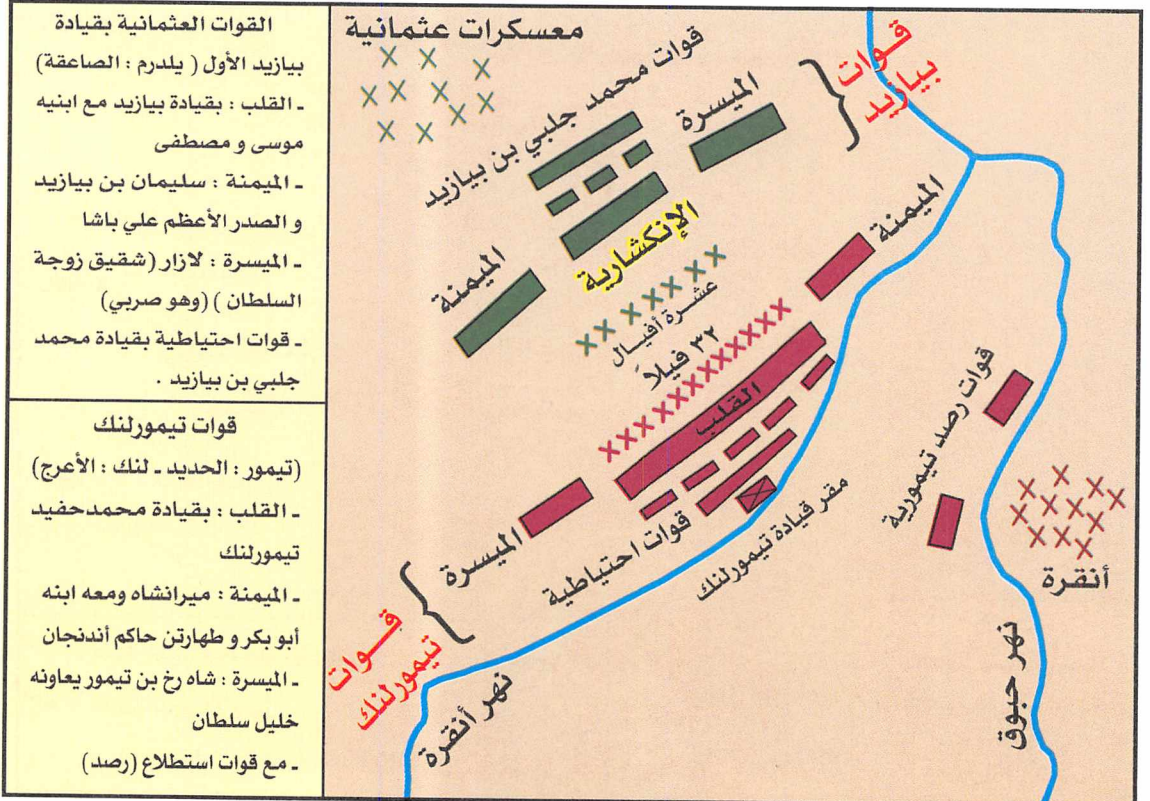 القوات العثمانية بقيادة
بيازيد الأول ( يلدرم : الصاعقة)
ـ القلب : بقيادة بيازيد مع ابنيه
موسى و مصطفى
ـ الميمنة : سليمان بن بيازيد
و الصدر الأعظم علي باشا
ـ الميسرة : لازار (شقيق زوجة
السلطان ) (وهو صربي)
ـ قوات احتياطية بقيادة محمد
جلبي بن بيازيد .
قوات تيمورلنك
(تيمور : الحديد ـ لنك : الأعرج)
ـ القلب : بقيادة محمدحفيد
تيمورلنك
ـ الميمنة : ميرانشاه ومعه ابنه
أبو بكر و طهارتن حاكم أندنجان
ـ الميسرة : شاه رخ بن تيمور يعاونه
خليل سلطان
ـ مع قوات استطلاع (رصد)
معسكرات عثمانية
قوات محمد جلبي بن بيازيد
الميسرة
قوات
بيازيد
الميمنة
الإنكشارية
عشرة أفيال
٣٢ فيلاً
الميمنة
القلب
الميسرة
قوات احتياطية
مقر قيادة تيمورلنك
قوات
تيمورلنك
نهر أنقرة
قوات رصد تيمورية
أنقرة
نهر حبوق